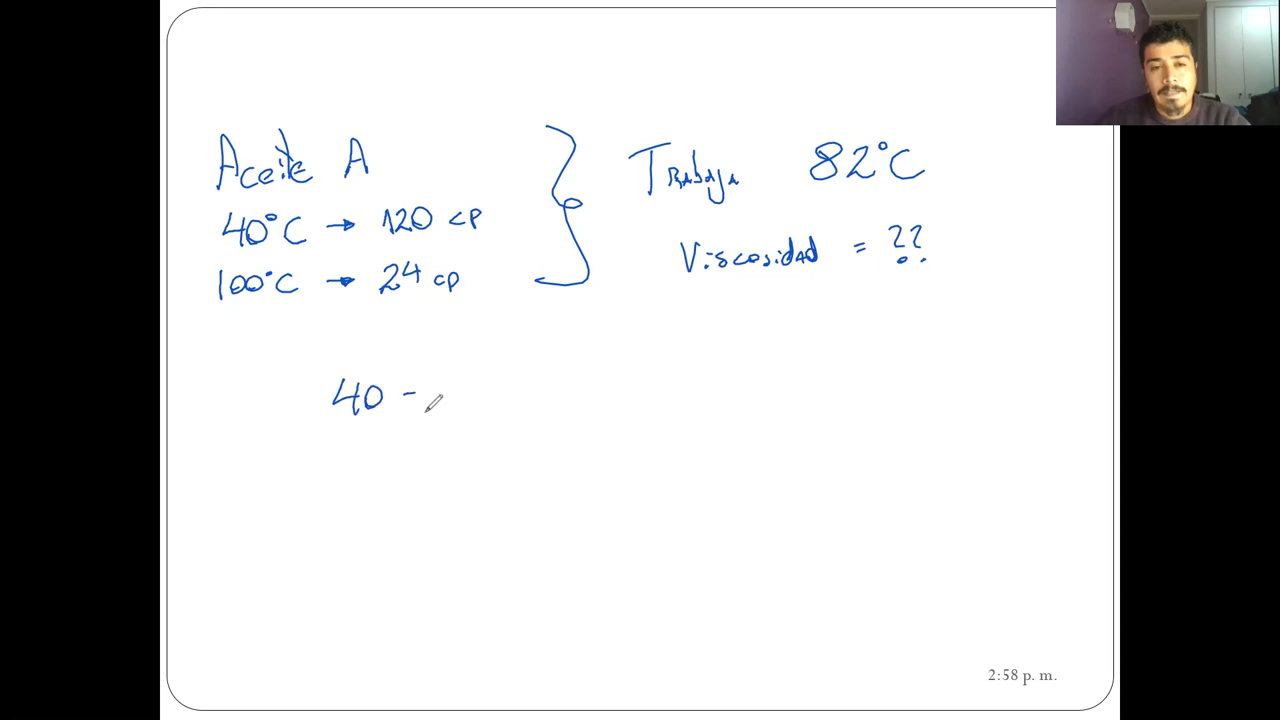 Aceite A
40°C → 120 cP
100°C → 24 cP
Trabaja 82°C
Viscosidad = ??
40 -
2:58 p. m.